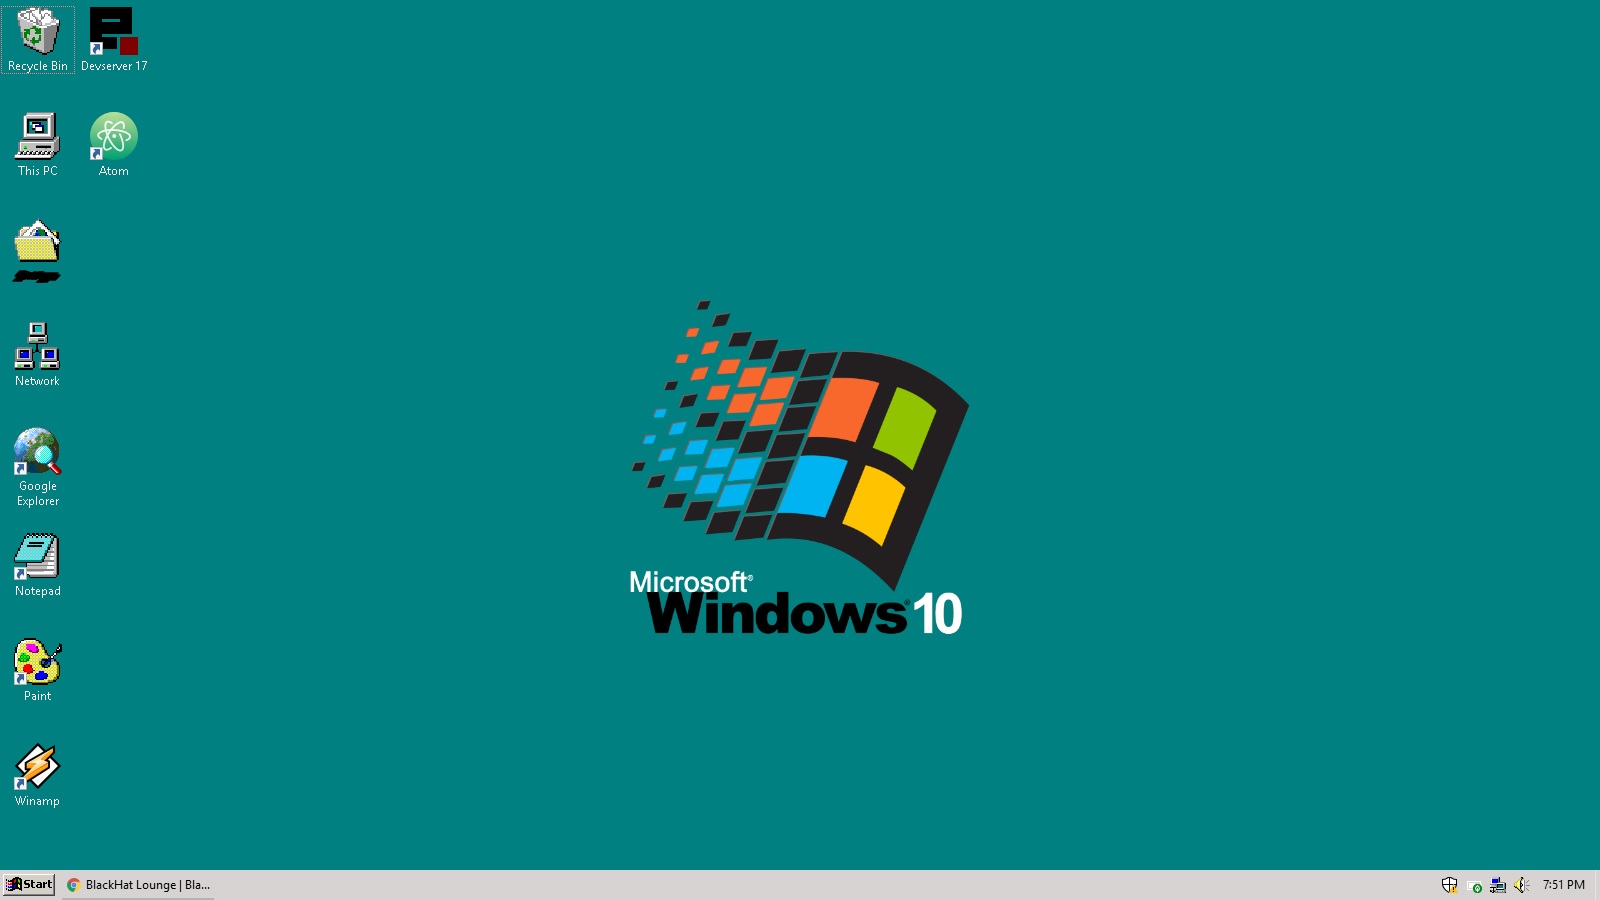 Recycle Bin
Devserver 17
This PC
Atom
Network
Google
Explorer
Notepad
Paint
Winamp
Microsoft®
Windows®10
Start
BlackHat Lounge | Bla...
7:51 PM